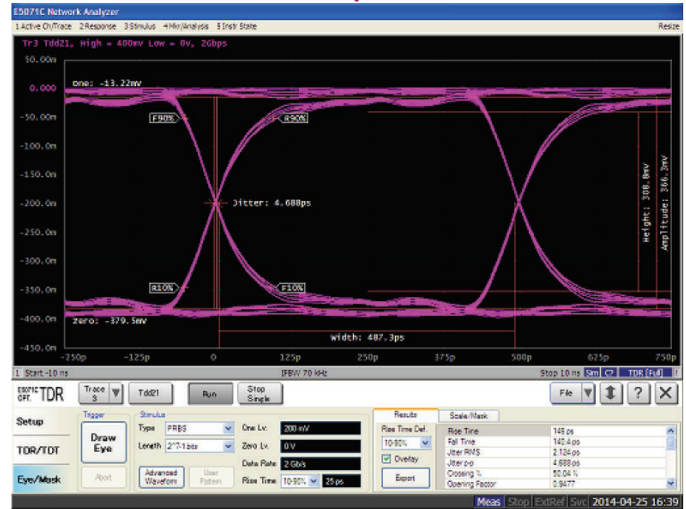 E5071C Network Analyzer
1 Active Ch/Trace 2 Response 3 Stimulus 4 Mkr/Analysis 5 Instr State Resize
Tr3 Tdd21, High = 400mv Low = 0v, 2Gbps
50.00m
One: -13.22mv
0.000
-50.00m
F90% R90%
-100.0m
-150.0m
-200.0m
Jitter: 4.688ps
Height: 308.8mv
Amplitude: 366.3mv
-250.0m
-300.0m
R10% F10%
-350.0m
Zero: -379.5mv
-400.0m
Width: 487.3ps
-450.0m
-250p -125p 0 125p 250p 375p 500p 625p 750p
1 Start -10 ns IFBW 70 kHz Stop 10 ns Sim C? TDR [Full] !
E5071C OPT. TDR Trace 3 Tdd21 Run Stop Single File ? X
Setup
TDR/TDT
Eye/Mask
Trigger
Draw Eye
Abort
Stimulus
Type PRBS One Lv. 200 mV
Length 2^7-1 bits Zero Lv. 0 V
Data Rate 2 Gb/s
Advanced Waveform User Pattern Rise Time 10-90% 25 ps
Results Scale/Mask
Rise Time Def.
10-90%
Overlay
Export
Rise Time
Fall Time 140.4 ps
Jitter RMS 2.124 ps
Jitter p-p 4.688 ps
Crossing % 50.04 %
Opening Factor 0.9477
Meas Stop ExtRef Svc 2014-04-25 16:39